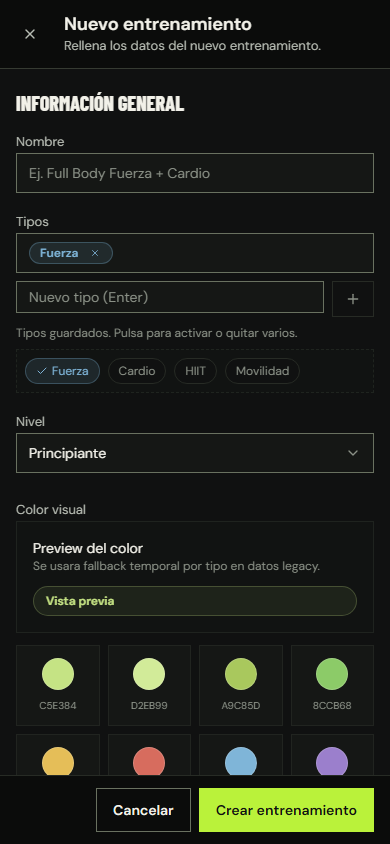 Nuevo entrenamiento
Rellena los datos del nuevo entrenamiento.
INFORMACIÓN GENERAL
Nombre
Ej. Full Body Fuerza + Cardio
Tipos
Fuerza
Nuevo tipo (Enter)
Tipos guardados. Pulsa para activar o quitar varios.
Fuerza Cardio HIIT Movilidad
Nivel
Principiante
Color visual
Preview del color
Se usara fallback temporal por tipo en datos legacy.
Vista previa
C5E384 D2EB99 A9C85D 8CCB68
Cancelar Crear entrenamiento